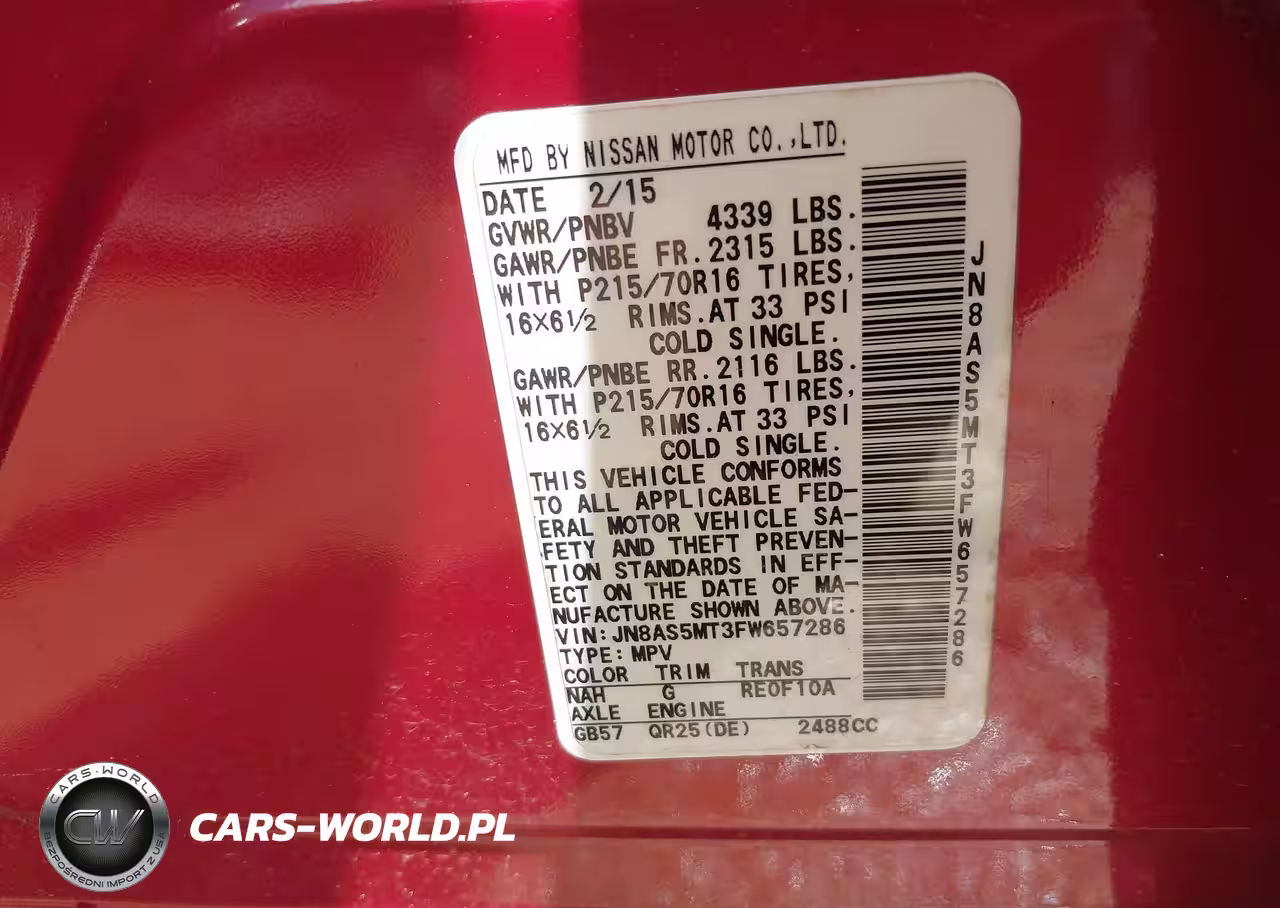 MFD BY NISSAN MOTOR CO.,LTD.
DATE 2/15
GVWR/PNBV 4339 LBS.
GAWR/PNBE FR.2315 LBS.
WITH P215/70R16 TIRES,
16X6½ RIMS.AT 33 PSI
COLD SINGLE.
GAWR/PNBE RR.2116 LBS.
WITH P215/70R16 TIRES,
16X6½ RIMS.AT 33 PSI
COLD SINGLE.
THIS VEHICLE CONFORMS
TO ALL APPLICABLE FED-
ERAL MOTOR VEHICLE SA-
FETY AND THEFT PREVEN-
TION STANDARDS IN EFF-
ECT ON THE DATE OF MA-
NUFACTURE SHOWN ABOVE.
VIN:JN8AS5MT3FW657286
TYPE:MPV
COLOR TRIM TRANS
NAH G RE0F10A
AXLE ENGINE
GB57 QR25(DE) 2488CC
JN8AS5MT3FW657286
CARS-WORLD
CW
BEZPOŚREDNI IMPORT Z USA
CARS-WORLD.PL